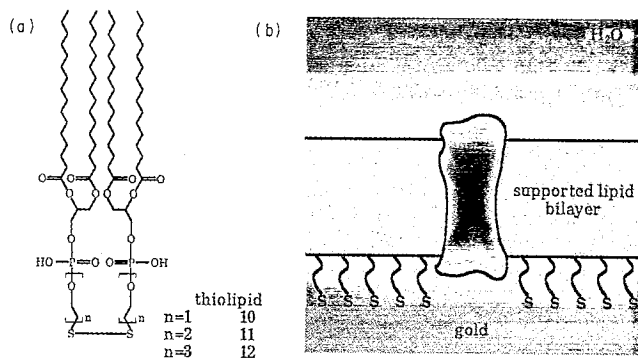 (a)
O O O O
O O O O
O O
HO-P=O O=P-OH
O O
n n
S S
thiolipid
n=1 10
n=2 11
n=3 12
(b)
H₂O
supported lipid
bilayer
S S S S S S S S S S
gold